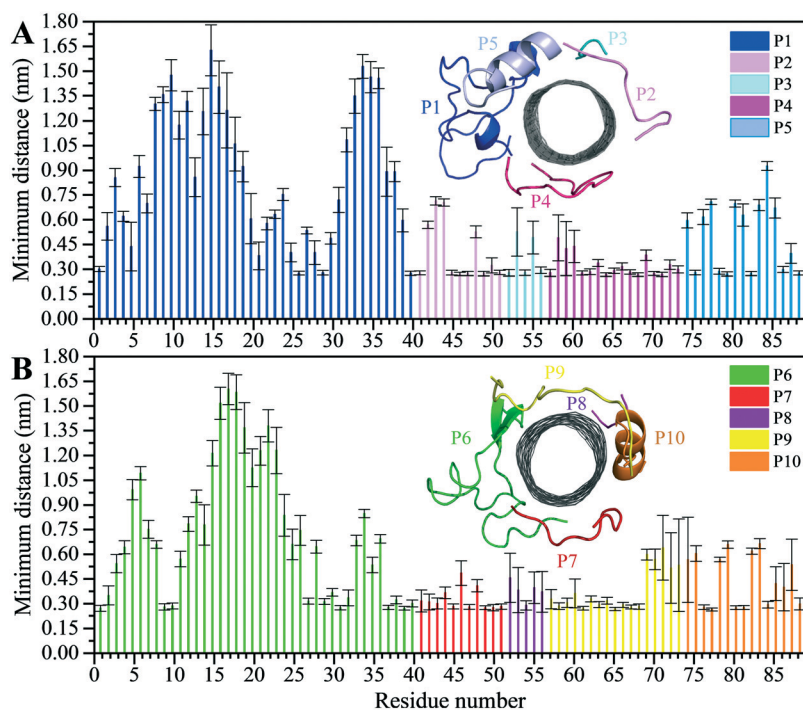 A
Minimum distance (nm)
1.80
1.65
1.50
1.35
1.20
1.05
0.90
0.75
0.60
0.45
0.30
0.15
0.00
0 5 10 15 20 25 30 35 40 45 50 55 60 65 70 75 80 85
P5
P3
P1
P2
P4
P1
P2
P3
P4
P5
B
Minimum distance (nm)
1.80
1.65
1.50
1.35
1.20
1.05
0.90
0.75
0.60
0.45
0.30
0.15
0.00
0 5 10 15 20 25 30 35 40 45 50 55 60 65 70 75 80 85
P9
P8
P6
P10
P7
P6
P7
P8
P9
P10
Residue number